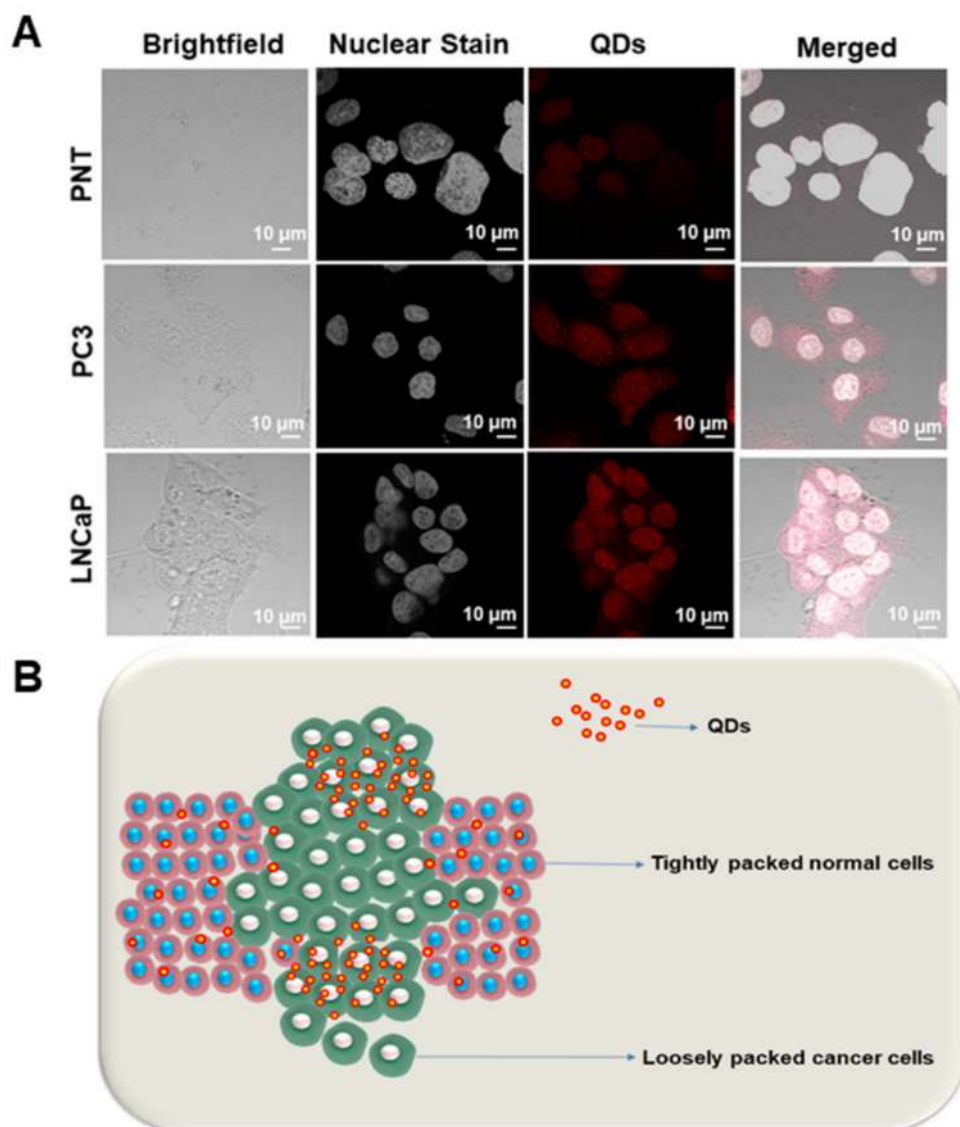 A
Brightfield Nuclear Stain QDs Merged
PNT
10 µm 10 µm 10 µm 10 µm
PC3
10 µm 10 µm 10 µm 10 µm
LNCaP
10 µm 10 µm 10 µm 10 µm
B
QDs
Tightly packed normal cells
Loosely packed cancer cells